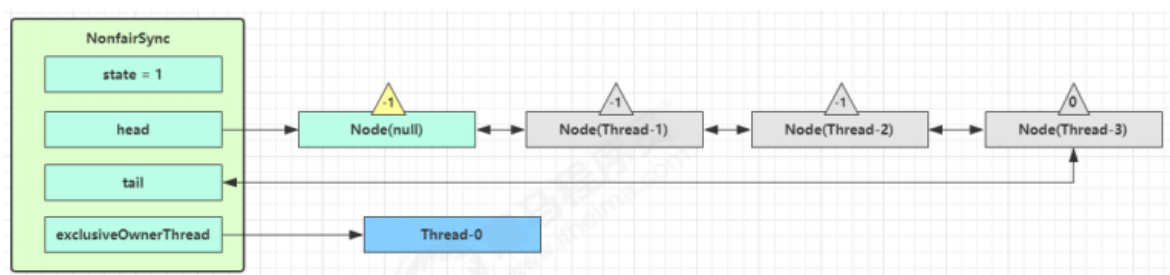 NonfairSync
state = 1
head
tail
exclusiveOwnerThread
-1
Node(null)
-1
Node(Thread-1)
-1
Node(Thread-2)
0
Node(Thread-3)
Thread-0